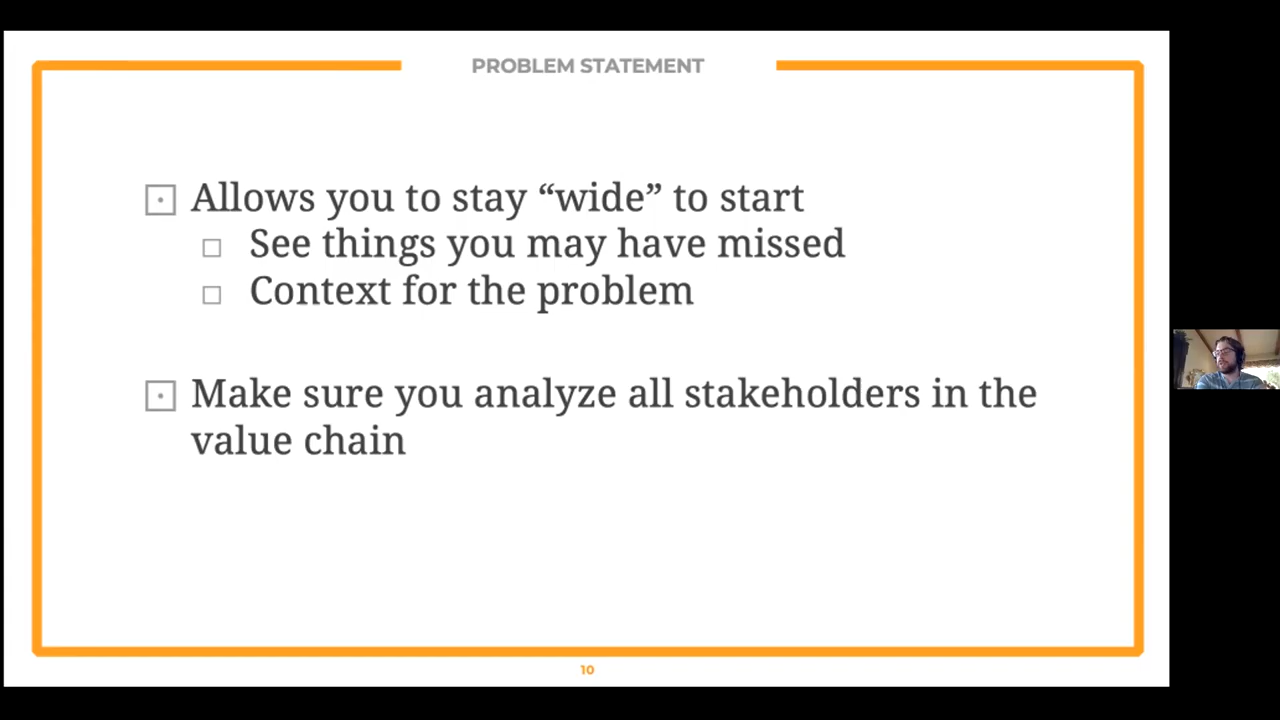 PROBLEM STATEMENT
Allows you to stay “wide” to start
See things you may have missed
Context for the problem
Make sure you analyze all stakeholders in the
value chain
10